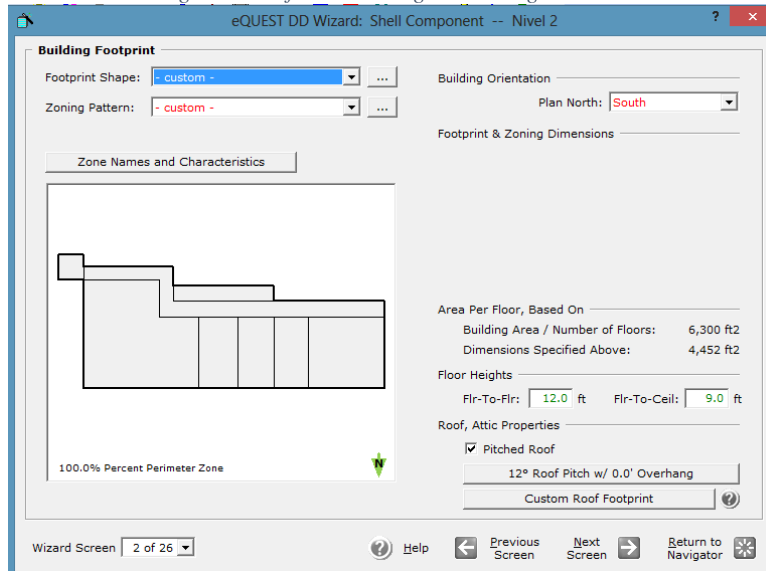 eQUEST DD Wizard: Shell Component -- Nivel 2
?
x
Building Footprint
Footprint Shape: - custom - ...
Zoning Pattern: - custom - ...
Zone Names and Characteristics
100.0% Percent Perimeter Zone
N
Building Orientation
Plan North: South
Footprint & Zoning Dimensions
Area Per Floor, Based On
Building Area / Number of Floors: 6,300 ft2
Dimensions Specified Above: 4,452 ft2
Floor Heights
Flr-To-Flr: 12.0 ft Flr-To-Ceil: 9.0 ft
Roof, Attic Properties
Pitched Roof
12° Roof Pitch w/ 0.0' Overhang
Custom Roof Footprint ?
Wizard Screen 2 of 26
? Help
Previous Screen
Next Screen
Return to Navigator